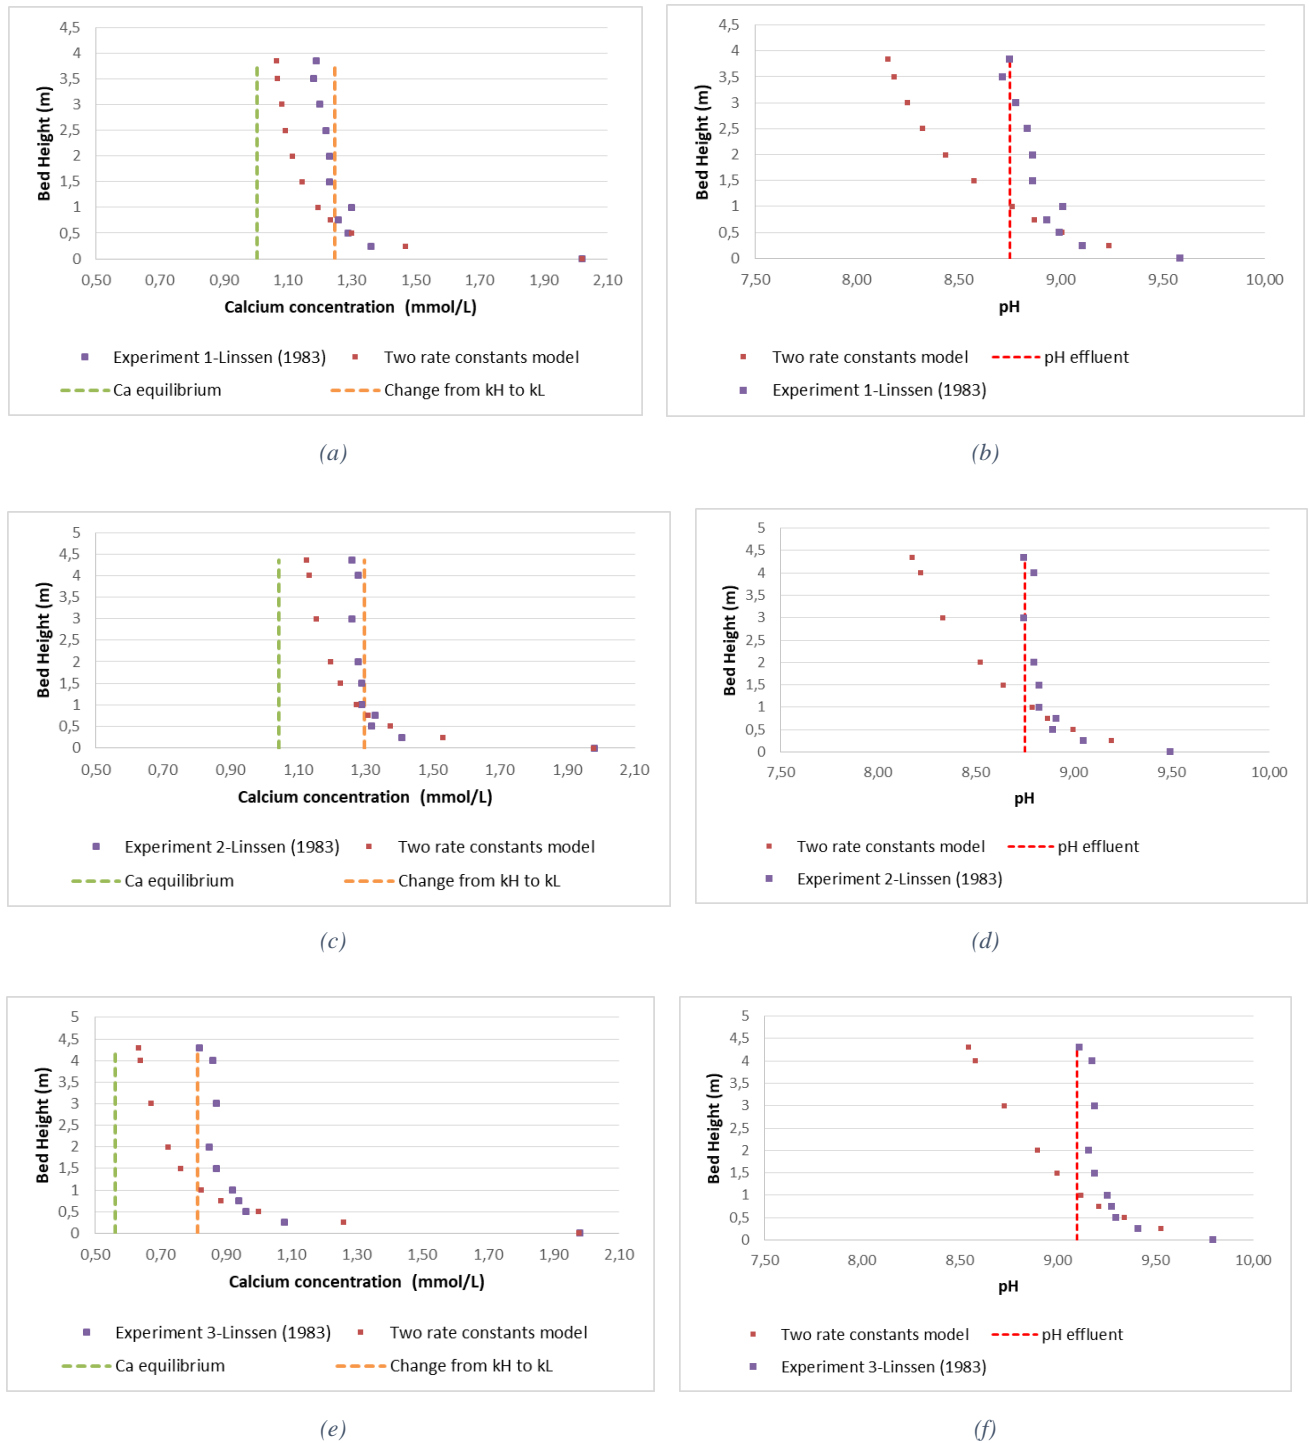 4,5
4
3,5
3
2,5
2
1,5
1
0,5
0
Bed Height (m)
0,50 0,70 0,90 1,10 1,30 1,50 1,70 1,90 2,10
Calcium concentration (mmol/L)
Experiment 1-Linssen (1983) Two rate constants model
Ca equilibrium Change from kH to kL
(a)
4,5
4
3,5
3
2,5
2
1,5
1
0,5
0
Bed Height (m)
7,50 8,00 8,50 9,00 9,50 10,00
pH
Two rate constants model pH effluent
Experiment 1-Linssen (1983)
(b)
5
4,5
4
3,5
3
2,5
2
1,5
1
0,5
0
Bed Height (m)
0,50 0,70 0,90 1,10 1,30 1,50 1,70 1,90 2,10
Calcium concentration (mmol/L)
Experiment 2-Linssen (1983) Two rate constants model
Ca equilibrium Change from kH to kL
(c)
5
4,5
4
3,5
3
2,5
2
1,5
1
0,5
0
Bed Height (m)
7,50 8,00 8,50 9,00 9,50 10,00
pH
Two rate constants model pH effluent
Experiment 2-Linssen (1983)
(d)
5
4,5
4
3,5
3
2,5
2
1,5
1
0,5
0
Bed Height (m)
0,50 0,70 0,90 1,10 1,30 1,50 1,70 1,90 2,10
Calcium concentration (mmol/L)
Experiment 3-Linssen (1983) Two rate constants model
Ca equilibrium Change from kH to kL
(e)
5
4,5
4
3,5
3
2,5
2
1,5
1
0,5
0
Bed Height (m)
7,50 8,00 8,50 9,00 9,50 10,00
pH
Two rate constants model pH effluent
Experiment 3-Linssen (1983)
(f)